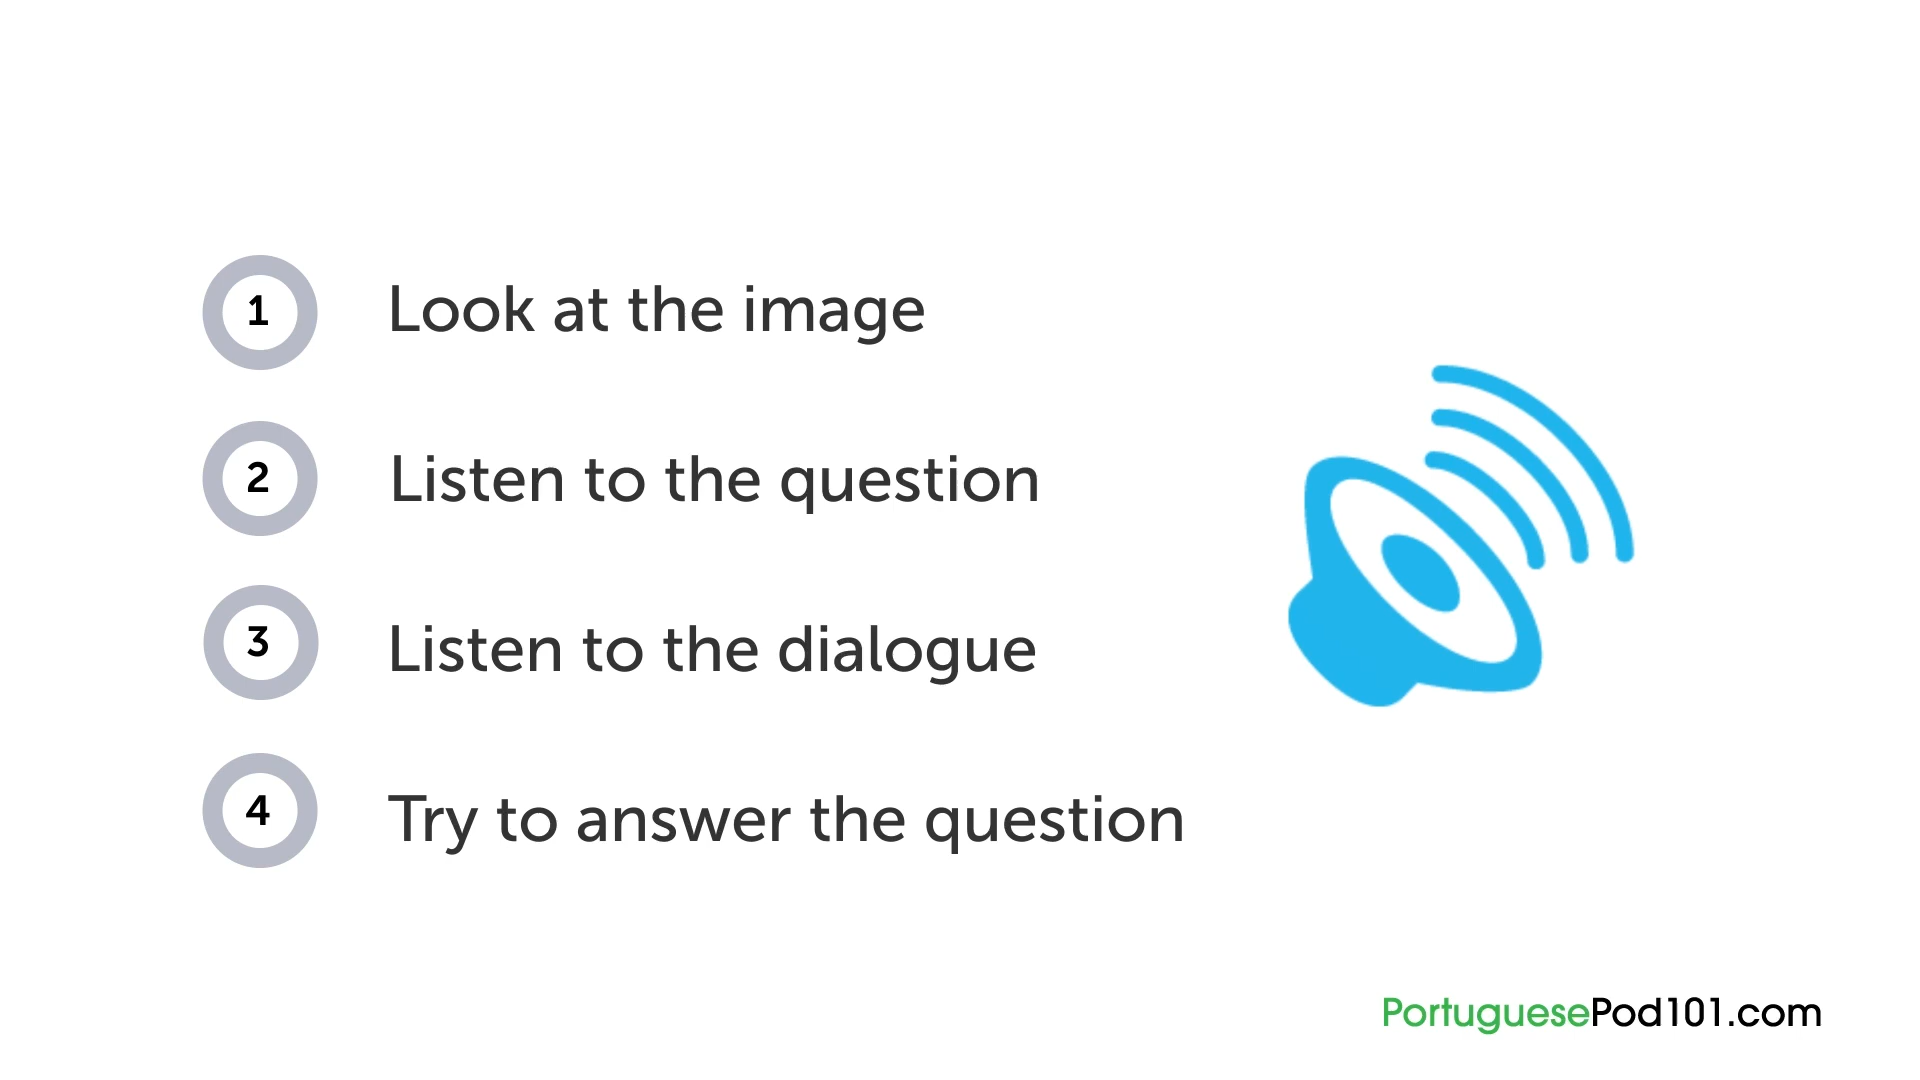 1 Look at the image
2 Listen to the question
3 Listen to the dialogue
4 Try to answer the question
PortuguesePod101.com